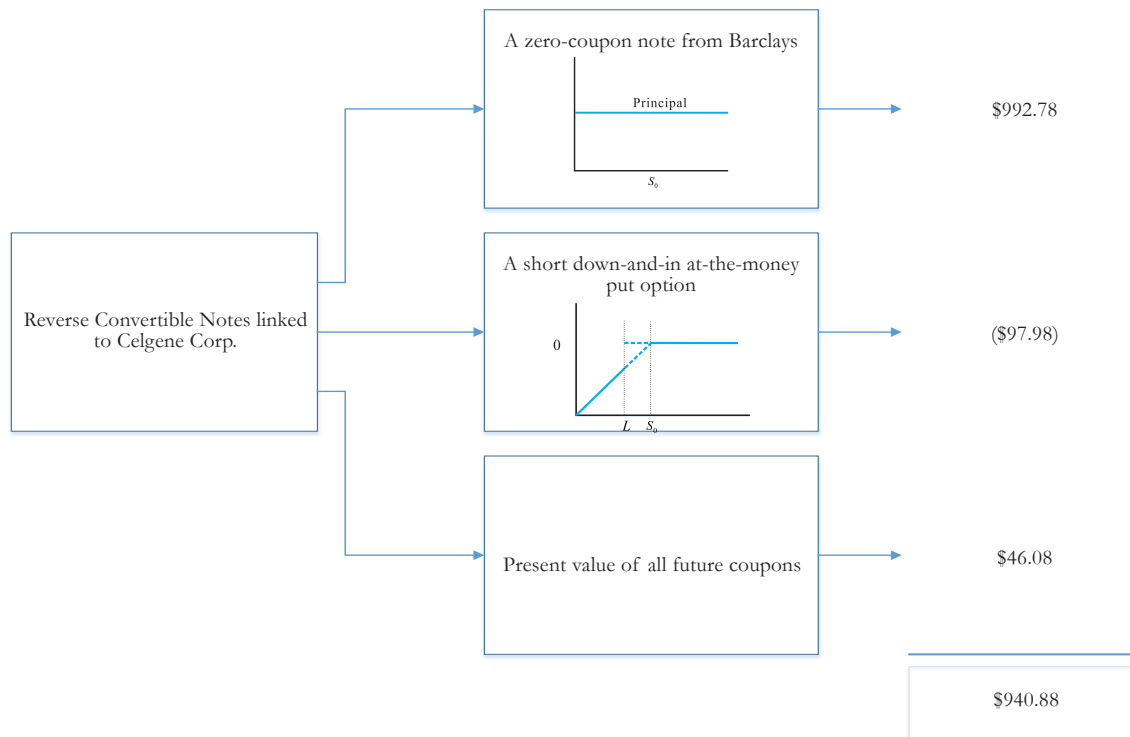 A zero-coupon note from Barclays
Principal
S₀
$992.78
Reverse Convertible Notes linked
to Celgene Corp.
A short down-and-in at-the-money
put option
0
L S₀
($97.98)
Present value of all future coupons
$46.08
$940.88